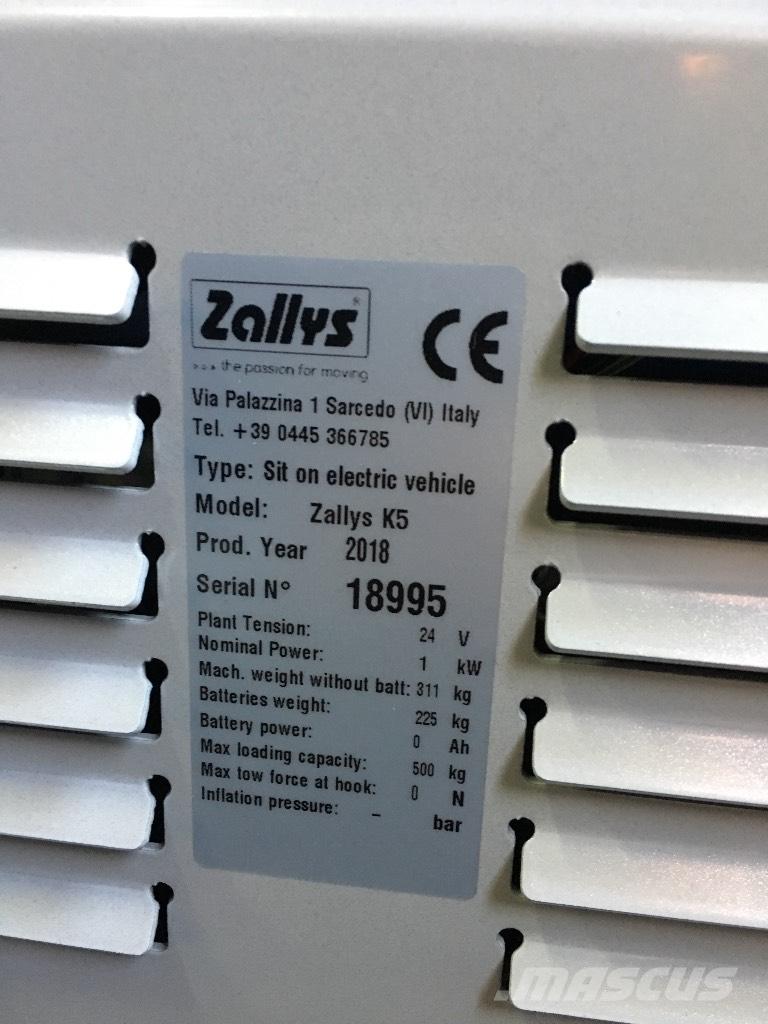 Zallys®
>>> the passion for moving
CE
Via Palazzina 1 Sarcedo (VI) Italy
Tel. +39 0445 366785
Type: Sit on electric vehicle
Model: Zallys K5
Prod. Year 2018
Serial N° 18995
Plant Tension: 24 V
Nominal Power: 1 kW
Mach. weight without batt: 311 kg
Batteries weight: 225 kg
Battery power: 0 Ah
Max loading capacity: 500 kg
Max tow force at hook: 0 N
Inflation pressure: – bar
MASCUS